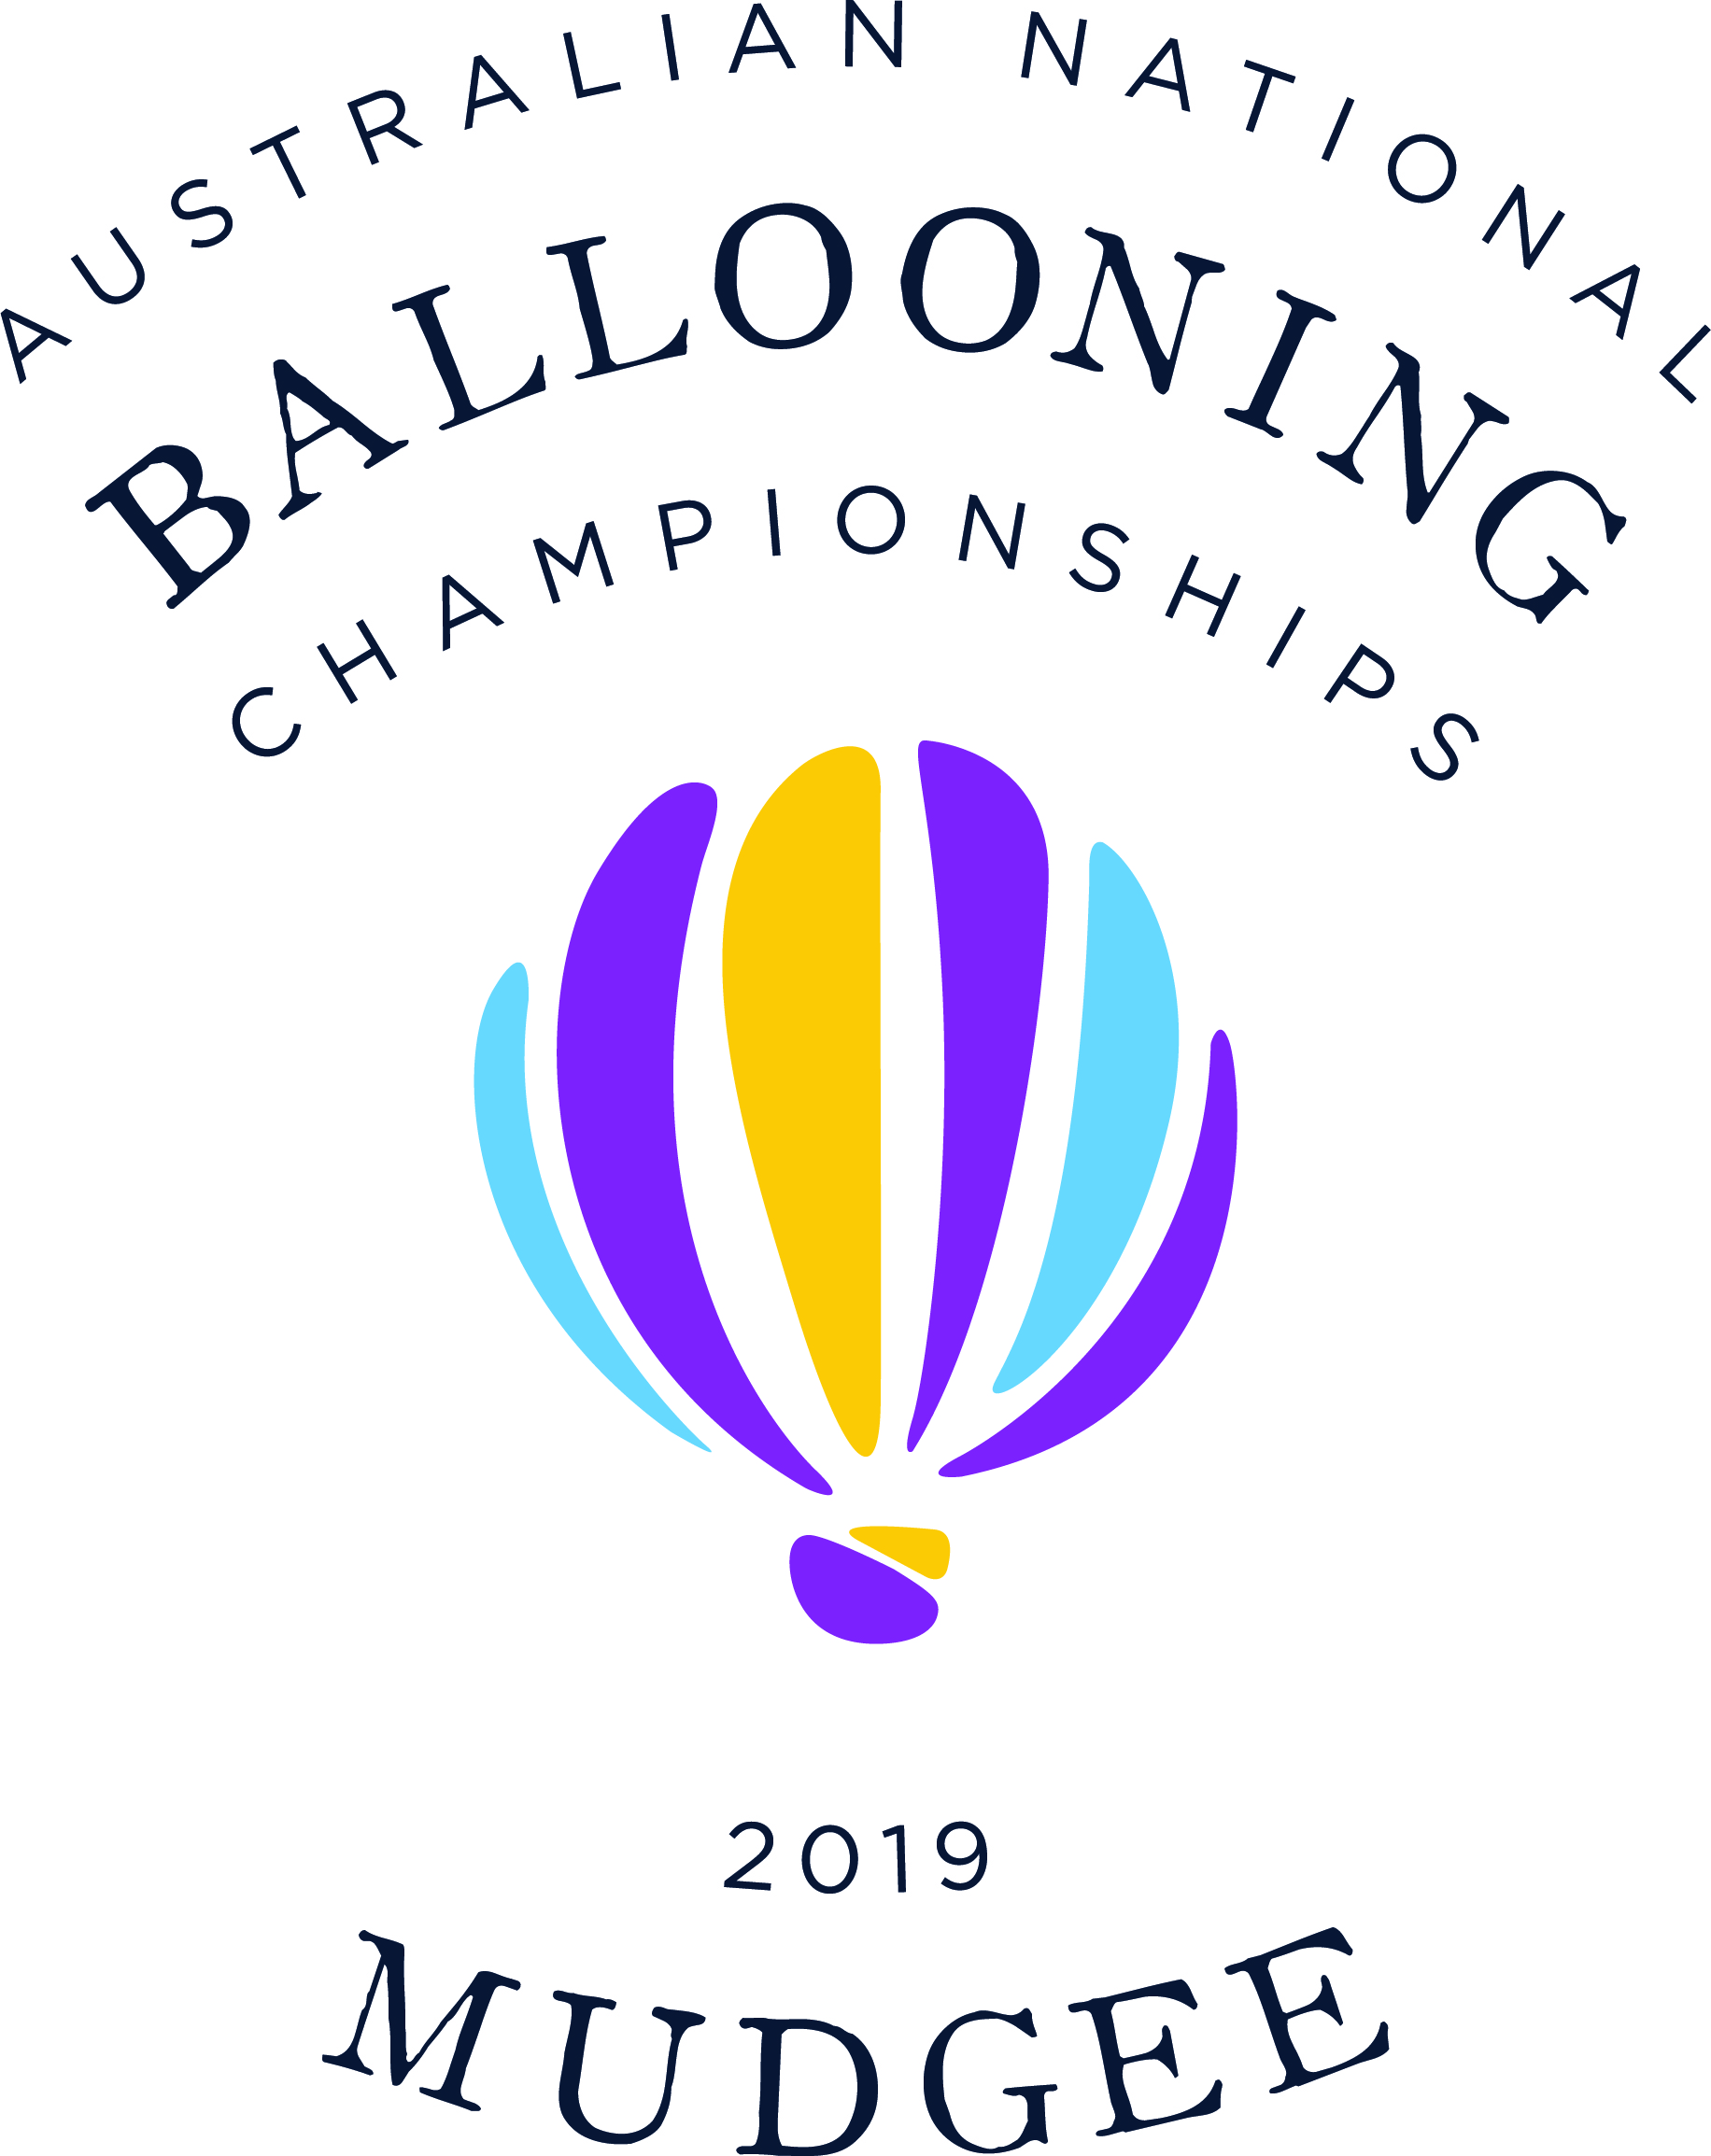 AUSTRALIAN NATIONAL
BALLOONING
CHAMPIONSHIPS
2019
MUDGEE